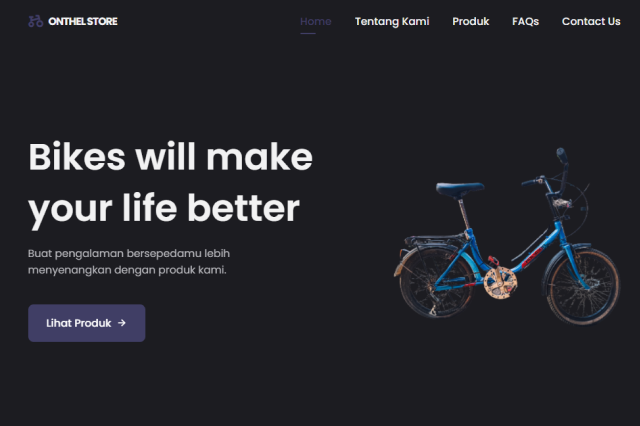 ONTHEL STORE
Home
Tentang Kami
Produk
FAQs
Contact Us
Bikes will make
your life better
Buat pengalaman bersepedamu lebih
menyenangkan dengan produk kami.
Lihat Produk →